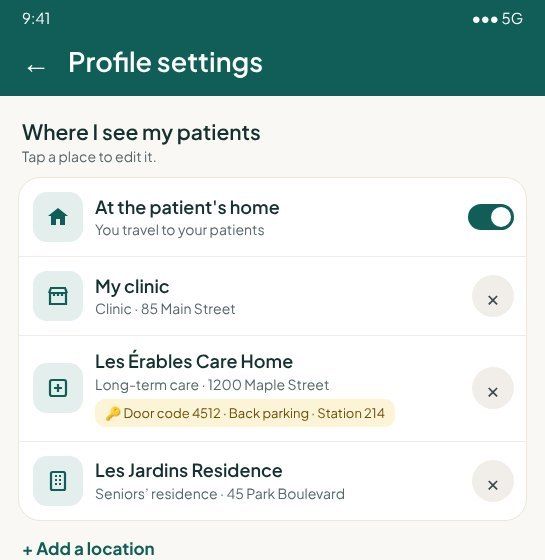 9:41
●●● 5G
← Profile settings
Where I see my patients
Tap a place to edit it.
At the patient's home
You travel to your patients
My clinic
Clinic · 85 Main Street
×
Les Érables Care Home
Long-term care · 1200 Maple Street
🔑 Door code 4512 · Back parking · Station 214
×
Les Jardins Residence
Seniors’ residence · 45 Park Boulevard
×
+ Add a location